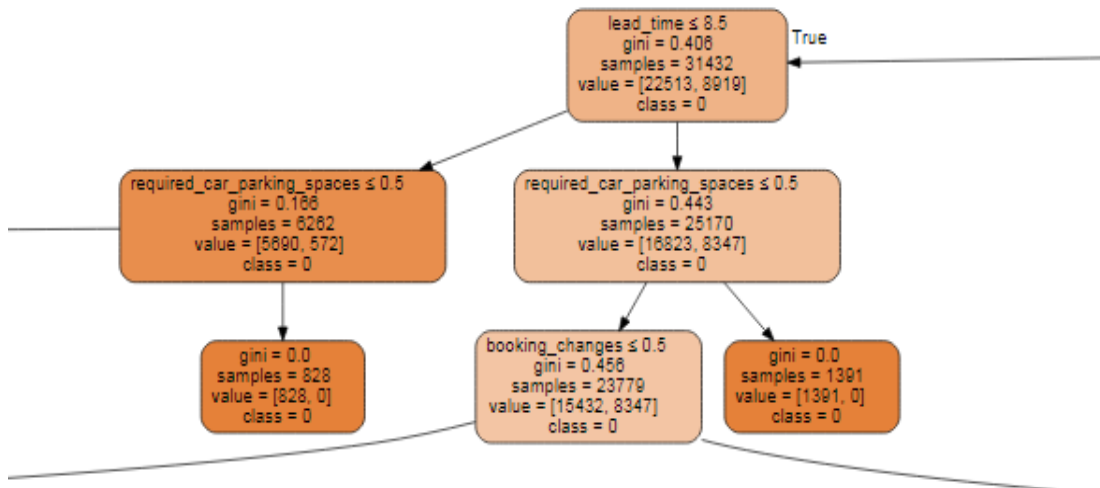 lead_time ≤ 8.5
gini = 0.406
samples = 31432
value = [22513, 8919]
class = 0
True
required_car_parking_spaces ≤ 0.5
gini = 0.166
samples = 6262
value = [5690, 572]
class = 0
required_car_parking_spaces ≤ 0.5
gini = 0.443
samples = 25170
value = [16823, 8347]
class = 0
gini = 0.0
samples = 828
value = [828, 0]
class = 0
booking_changes ≤ 0.5
gini = 0.456
samples = 23779
value = [15432, 8347]
class = 0
gini = 0.0
samples = 1391
value = [1391, 0]
class = 0